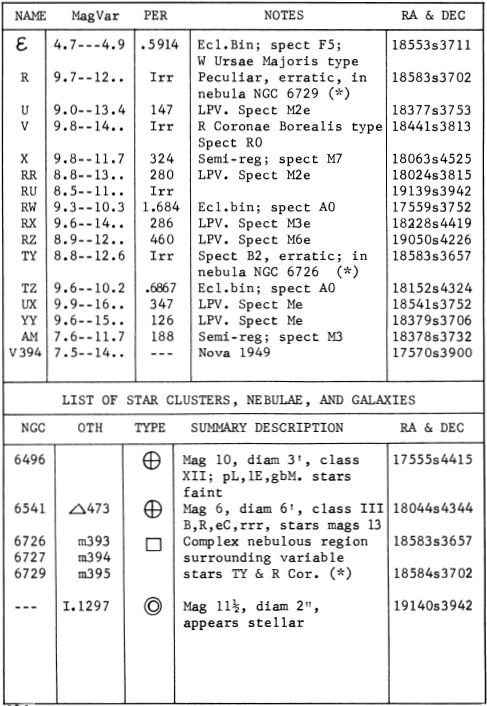 NAME MagVar PER NOTES RA & DEC
ε 4.7---4.9 .5914 Ecl.Bin; spect F5; 18553s3711
W Ursae Majoris type
R 9.7--12.. Irr Peculiar, erratic, in 18583s3702
nebula NGC 6729 (*)
U 9.0--13.4 147 LPV. Spect M2e 18377s3753
V 9.8--14.. Irr R Coronae Borealis type 18441s3813
Spect R0
X 9.8--11.7 324 Semi-reg; spect M7 18063s4525
RR 8.8--13.. 280 LPV. Spect M2e 18024s3815
RU 8.5--11.. Irr 19139s3942
RW 9.3--10.3 1.684 Ecl.bin; spect A0 17559s3752
RX 9.6--14.. 286 LPV. Spect M3e 18228s4419
RZ 8.9--12.. 460 LPV. Spect M6e 19050s4226
TY 8.8--12.6 Irr Spect B2, erratic; in 18583s3657
nebula NGC 6726 (*)
TZ 9.6--10.2 .6867 Ecl.bin; spect A0 18152s4324
UX 9.9--16.. 347 LPV. Spect Me 18541s3752
YY 9.6--15.. 126 LPV. Spect Me 18379s3706
AM 7.6--11.7 188 Semi-reg; spect M3 18378s3732
V394 7.5--14.. --- Nova 1949 17570s3900
LIST OF STAR CLUSTERS, NEBULAE, AND GALAXIES
NGC OTH TYPE SUMMARY DESCRIPTION RA & DEC
6496 ⊕ Mag 10, diam 3', class 17555s4415
XII; pL,lE,gbM. stars
faint
6541 △473 ⊕ Mag 6, diam 6', class III 18044s4344
B,R,eC,rrr, stars mags 13
6726 m393 □ Complex nebulous region 18583s3657
6727 m394 surrounding variable
6729 m395 stars TY & R Cor. (*) 18584s3702
--- I.1297 ◎ Mag 11½, diam 2", 19140s3942
appears stellar